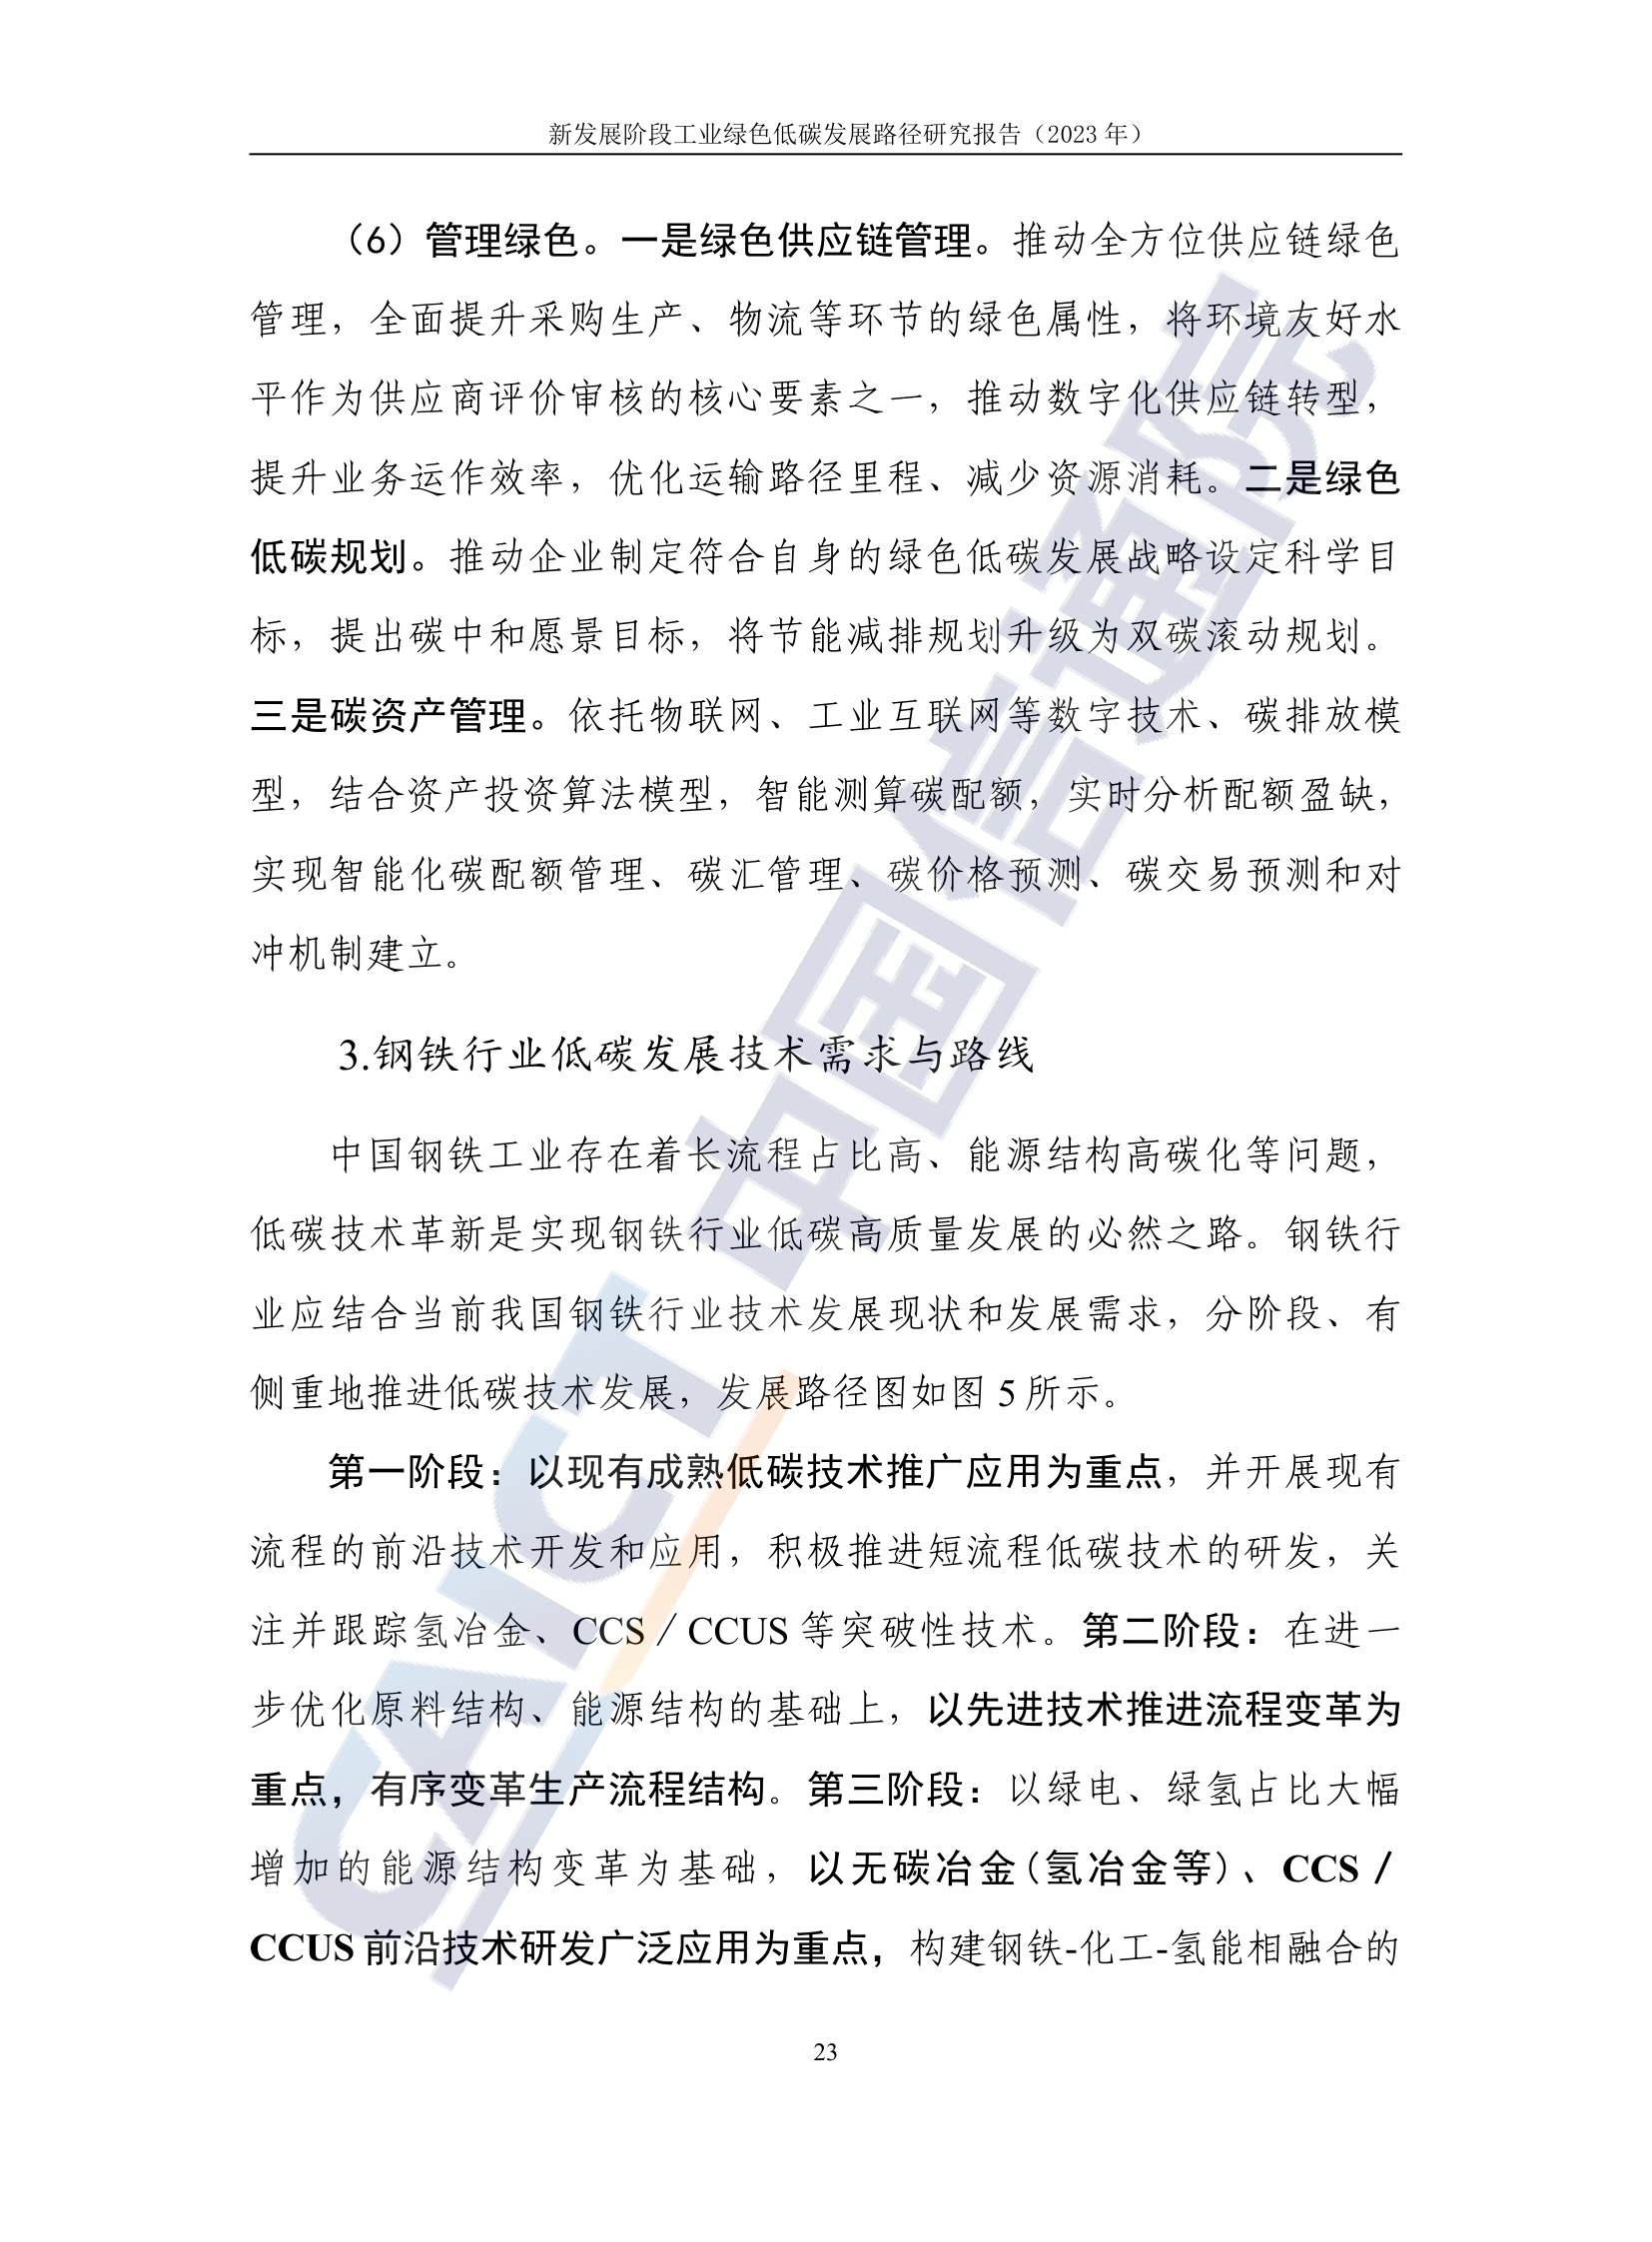 新发展阶段工业绿色低碳发展路径研究报告（2023 年）
（6）管理绿色。一是绿色供应链管理。推动全方位供应链绿色
管理，全面提升采购生产、物流等环节的绿色属性，将环境友好水
平作为供应商评价审核的核心要素之一，推动数字化供应链转型，
提升业务运作效率，优化运输路径里程、减少资源消耗。二是绿色
低碳规划。推动企业制定符合自身的绿色低碳发展战略设定科学目
标，提出碳中和愿景目标，将节能减排规划升级为双碳滚动规划。
三是碳资产管理。依托物联网、工业互联网等数字技术、碳排放模
型，结合资产投资算法模型，智能测算碳配额，实时分析配额盈缺，
实现智能化碳配额管理、碳汇管理、碳价格预测、碳交易预测和对
冲机制建立。
3.钢铁行业低碳发展技术需求与路线
中国钢铁工业存在着长流程占比高、能源结构高碳化等问题，
低碳技术革新是实现钢铁行业低碳高质量发展的必然之路。钢铁行
业应结合当前我国钢铁行业技术发展现状和发展需求，分阶段、有
侧重地推进低碳技术发展，发展路径图如图 5 所示。
第一阶段：以现有成熟低碳技术推广应用为重点，并开展现有
流程的前沿技术开发和应用，积极推进短流程低碳技术的研发，关
注并跟踪氢冶金、CCS／CCUS 等突破性技术。第二阶段：在进一
步优化原料结构、能源结构的基础上，以先进技术推进流程变革为
重点，有序变革生产流程结构。第三阶段：以绿电、绿氢占比大幅
增加的能源结构变革为基础，以无碳冶金(氢冶金等)、CCS／
CCUS 前沿技术研发广泛应用为重点，构建钢铁-化工-氢能相融合的
23
CAICT 中国信通院